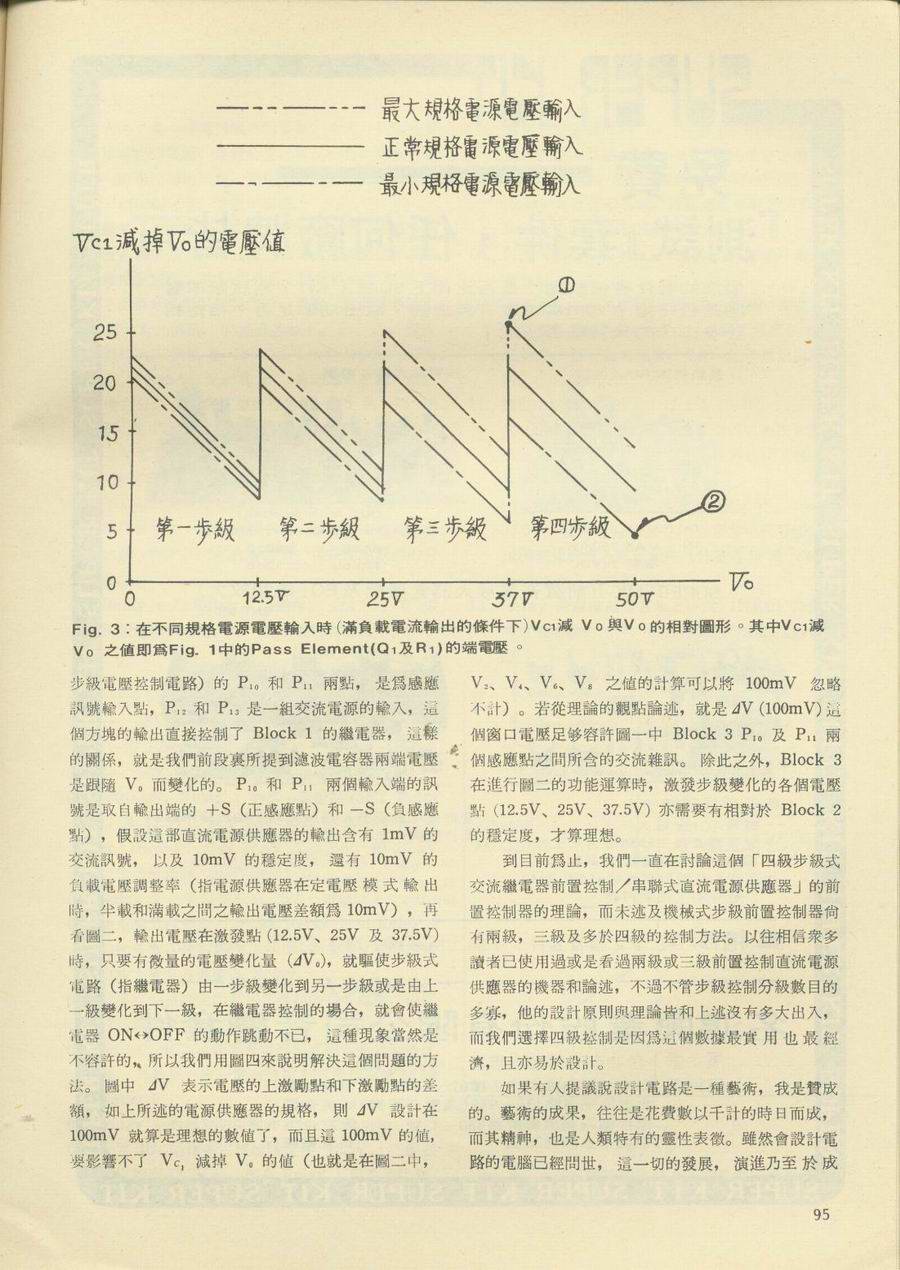 最大規格電源電壓輸入
正常規格電源電壓輸入
最小規格電源電壓輸入
Vc1減掉Vo的電壓值
①
25
20
15
10
5
0
②
第一步級 第二步級 第三步級 第四步級
Vo
0 12.5V 25V 37V 50V
Fig. 3：在不同規格電源電壓輸入時(滿負載電流輸出的條件下)Vc1減 Vo與Vo的相對圖形。其中Vc1減
Vo 之值即爲Fig. 1中的Pass Element(Q1及R1)的端電壓。
步級電壓控制電路）的 P₁₀ 和 P₁₁ 兩點，是爲感應
訊號輸入點，P₁₂ 和 P₁₃ 是一組交流電源的輸入，這
個方塊的輸出直接控制了 Block 1 的繼電器，這樣
的關係，就是我們前段裏所提到濾波電容器兩端電壓
是跟隨 V₀ 而變化的。P₁₀ 和 P₁₁ 兩個輸入端的訊
號是取自輸出端的 +S（正感應點）和 −S（負感應
點），假設這部直流電源供應器的輸出含有 1mV 的
交流訊號，以及 10mV 的穩定度，還有 10mV 的
負載電壓調整率（指電源供應器在定電壓模式輸出
時，半載和滿載之間之輸出電壓差額爲 10mV），再
看圖二，輸出電壓在激發點 (12.5V、25V 及 37.5V)
時，只要有微量的電壓變化量 (ΔV₀)，就驅使步級式
電路（指繼電器）由一步級變化到另一步級或是由上
一級變化到下一級，在繼電器控制的場合，就會使繼
電器 ON↔OFF 的動作跳動不已，這種現象當然是
不容許的，所以我們用圖四來說明解決這個問題的方
法。圖中 ΔV 表示電壓的上激勵點和下激勵點的差
額，如上所述的電源供應器的規格，則 ΔV 設計在
100mV 就算是理想的數值了，而且這 100mV 的值，
要影響不了 Vc₁ 減掉 V₀ 的值（也就是在圖二中，
V₂、V₄、V₆、V₈ 之值的計算可以將 100mV 忽略
不計）。若從理論的觀點論述，就是 ΔV (100mV) 這
個窗口電壓足夠容許圖一中 Block 3 P₁₀ 及 P₁₁ 兩
個感應點之間所含的交流雜訊。除此之外，Block 3
在進行圖二的功能運算時，激發步級變化的各個電壓
點 (12.5V、25V、37.5V) 亦需要有相對於 Block 2
的穩定度，才算理想。
到目前爲止，我們一直在討論這個「四級步級式
交流繼電器前置控制／串聯式直流電源供應器」的前
置控制器的理論，而未述及機械式步級前置控制器尙
有兩級，三級及多於四級的控制方法。以往相信衆多
讀者已使用過或是看過兩級或三級前置控制直流電源
供應器的機器和論述，不過不管步級控制分級數目的
多寡，他的設計原則與理論皆和上述沒有多大出入，
而我們選擇四級控制是因爲這個數據最實用也最經
濟，且亦易於設計。
如果有人提議說設計電路是一種藝術，我是贊成
的。藝術的成果，往往是花費數以千計的時日而成，
而其精神，也是人類特有的靈性表徵。雖然會設計電
路的電腦已經問世，這一切的發展，演進乃至於成
95